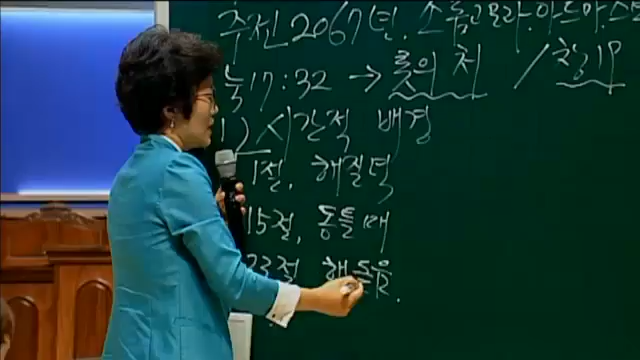 주전 2067년. 소돔고모라. 아드마. 스
눅17:32 → 롯의 처 / 창19
1) 시간적 배경
1절, 해질녘
15절, 동틀 때
23절 해돋음.